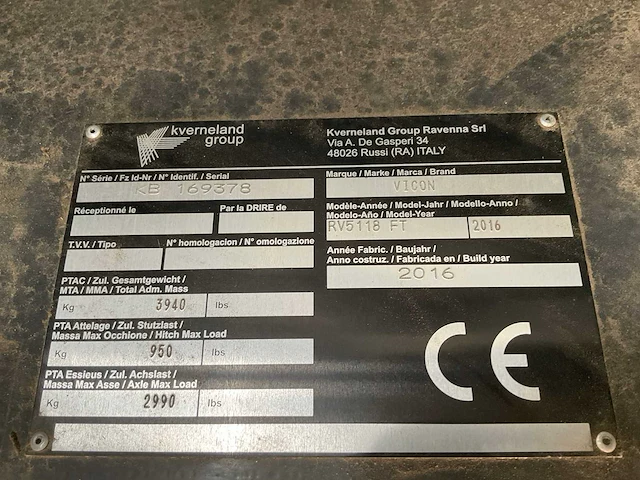 kverneland
group
Kverneland Group Ravenna Srl
Via A. De Gasperi 34
48026 Russi (RA) ITALY
N° Série / Fz Id-Nr / N° Identif. / Serial
KB 169378
Réceptionné le
Par la DRIRE de
T.V.V. / Tipo
N° homologacion / N° omologazione
PTAC / Zul. Gesamtgewicht /
MTA / MMA / Total Adm. Mass
Kg 3940 lbs
PTA Attelage / Zul. Stutzlast /
Massa Max Occhione / Hitch Max Load
Kg 950 lbs
PTA Essieus / Zul. Achslast /
Massa Max Asse / Axle Max Load
Kg 2990 lbs
Marque / Marke / Marca / Brand
VICON
Modèle-Année / Model-Jahr / Modello-Anno /
Modelo-Año / Model-Year
RV5118 FT 2016
Année Fabric. / Baujahr /
Anno costruz. / Fabricada en / Build year
2016
CE